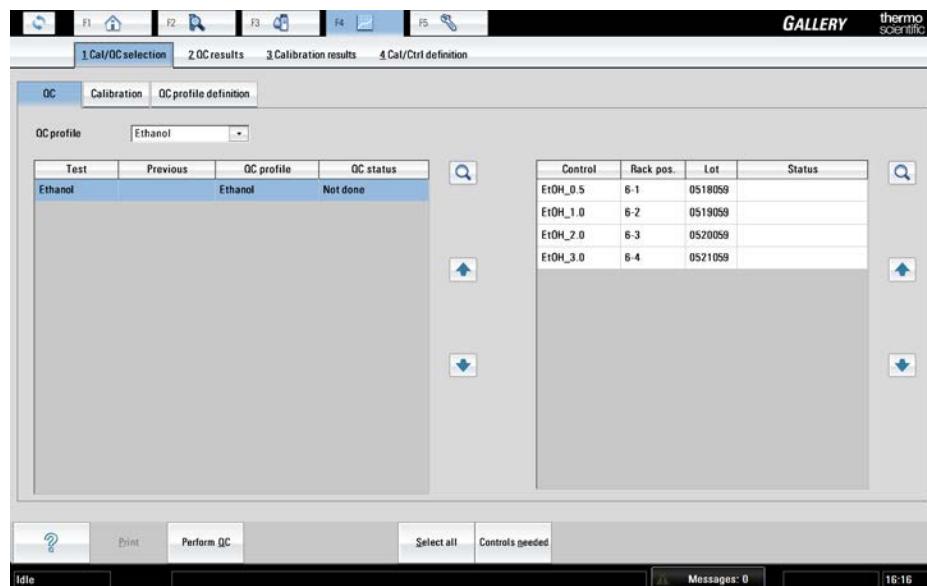 F1 F2 F3 F4 F5 GALLERY thermo scientific
1 Cal/QC selection 2 QC results 3 Calibration results 4 Cal/Ctrl definition
QC Calibration QC profile definition
QC profile Ethanol
Test Previous QC profile QC status
Ethanol Ethanol Not done
Control Rack pos. Lot Status
EtOH_0.5 6-1 0518059
EtOH_1.0 6-2 0519059
EtOH_2.0 6-3 0520059
EtOH_3.0 6-4 0521059
? Print Perform QC Select all Controls needed
Idle Messages: 0 16:16